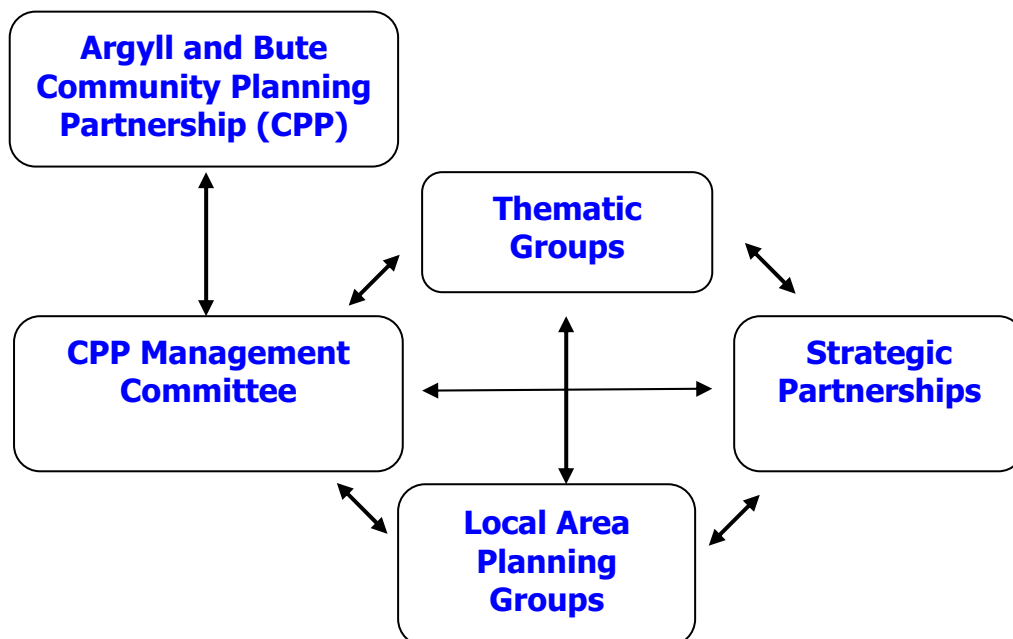 Argyll and Bute
Community Planning
Partnership (CPP)
Thematic
Groups
CPP Management
Committee
Strategic
Partnerships
Local Area
Planning
Groups